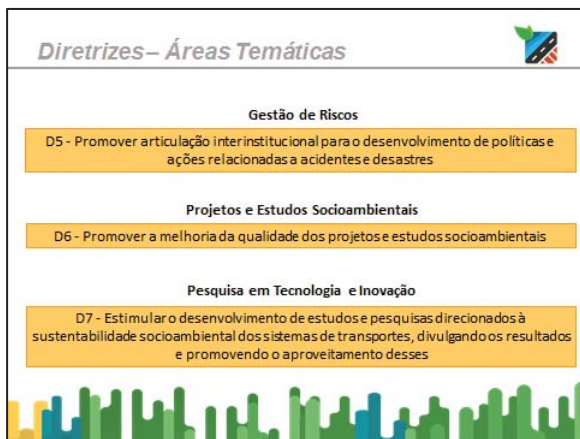 Diretrizes– Áreas Temáticas
Gestão de Riscos
D5 - Promover articulação interinstitucional para o desenvolvimento de políticas e
ações relacionadas a acidentes e desastres
Projetos e Estudos Socioambientais
D6 - Promover a melhoria da qualidade dos projetos e estudos socioambientais
Pesquisa em Tecnologia e Inovação
D7 - Estimular o desenvolvimento de estudos e pesquisas direcionados à
sustentabilidade socioambiental dos sistemas de transportes, divulgando os resultados
e promovendo o aproveitamento desses